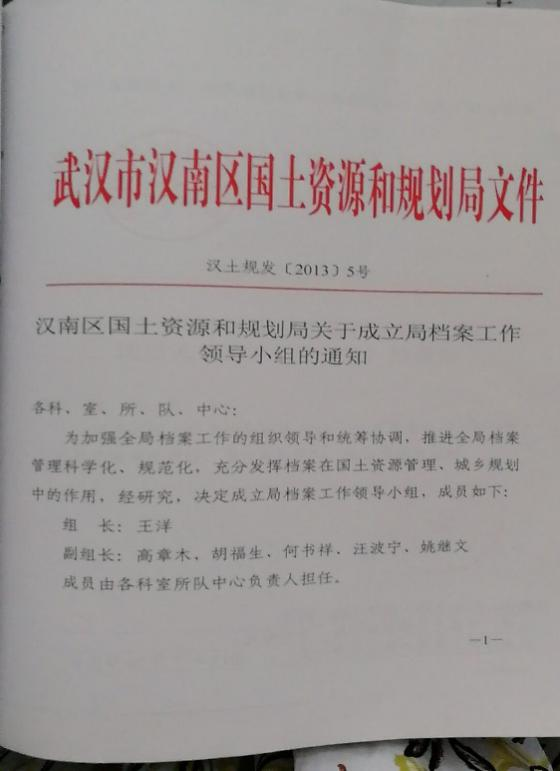 武汉市汉南区国土资源和规划局文件
汉土规发〔2013〕5号
汉南区国土资源和规划局关于成立局档案工作
领导小组的通知
各科、室、所、队、中心：
为加强全局档案工作的组织领导和统筹协调，推进全局档案
管理科学化、规范化，充分发挥档案在国土资源管理、城乡规划
中的作用，经研究，决定成立局档案工作领导小组，成员如下：
组　长：王洋
副组长：高章木、胡福生、何书祥、汪波宁、姚继文
成员由各科室所队中心负责人担任。
—1—